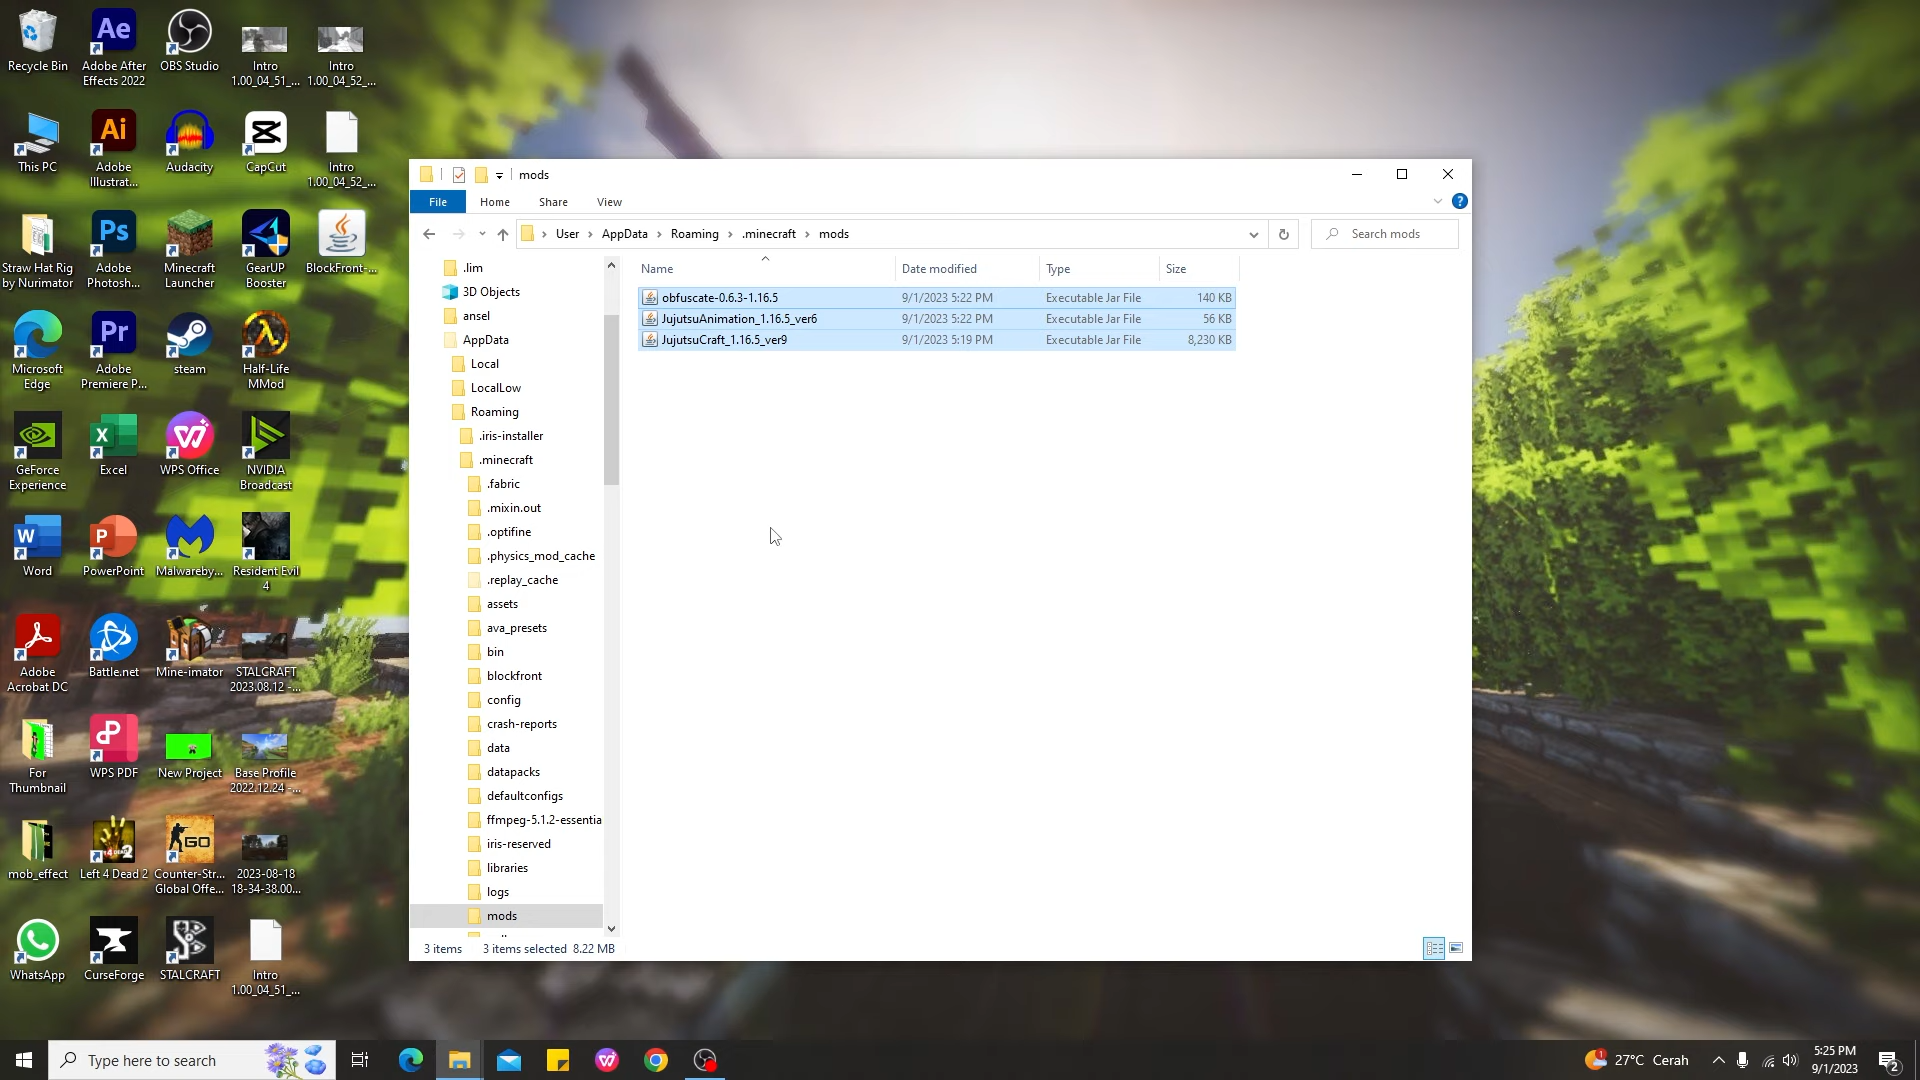 Recycle Bin
Adobe After
Effects 2022
OBS Studio
Intro
1.00_04_51_...
Intro
1.00_04_52_...
This PC
Adobe
Illustrat...
Audacity
CapCut
Intro
1.00_04_52_...
Straw Hat Rig
by Nurimator
Adobe
Photosh...
Minecraft
Launcher
GearUP
Booster
BlockFront-...
Microsoft
Edge
Adobe
Premiere P...
steam
Half-Life
MMod
GeForce
Experience
Excel
WPS Office
NVIDIA
Broadcast
Word
PowerPoint
Malwareby...
Resident Evil
4
Adobe
Acrobat DC
Battle.net
Mine-imator
STALCRAFT
2023.08.12 -...
For
Thumbnail
WPS PDF
New Project
Base Profile
2022.12.24 -...
mob_effect
Left 4 Dead 2
Counter-Str...
Global Offe...
2023-08-18
18-34-38.00...
WhatsApp
CurseForge
STALCRAFT
Intro
1.00_04_51_...
mods
File
Home
Share
View
User
AppData
Roaming
.minecraft
mods
Search mods
.lim
3D Objects
ansel
AppData
Local
LocalLow
Roaming
.iris-installer
.minecraft
.fabric
.mixin.out
.optifine
.physics_mod_cache
.replay_cache
assets
ava_presets
bin
blockfront
config
crash-reports
data
datapacks
defaultconfigs
ffmpeg-5.1.2-essentia
iris-reserved
libraries
logs
mods
Name Date modified Type Size
obfuscate-0.6.3-1.16.5 9/1/2023 5:22 PM Executable Jar File 140 KB
JujutsuAnimation_1.16.5_ver6 9/1/2023 5:22 PM Executable Jar File 56 KB
JujutsuCraft_1.16.5_ver9 9/1/2023 5:19 PM Executable Jar File 8,230 KB
3 items 3 items selected 8.22 MB
Type here to search
27°C Cerah
5:25 PM
9/1/2023
2